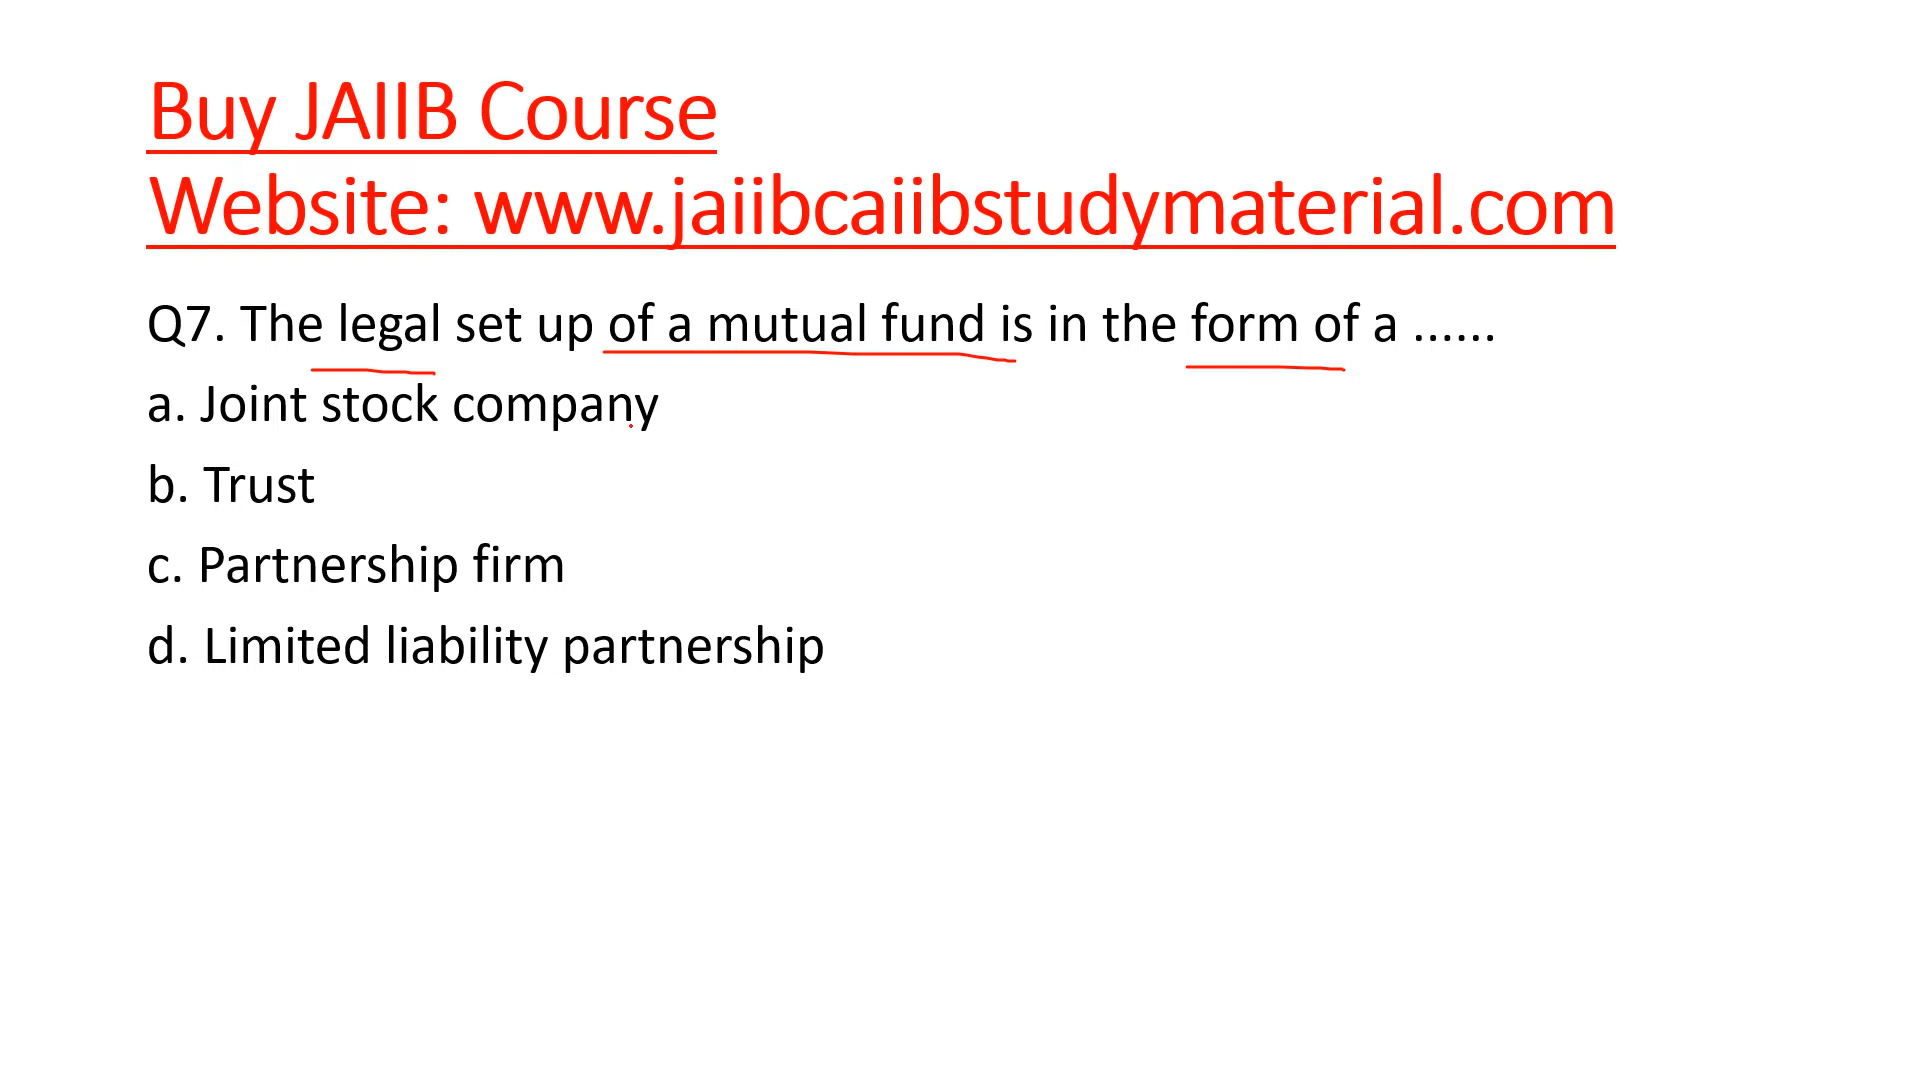 Buy JAIIB Course
Website: www.jaiibcaiibstudymaterial.com
Q7. The legal set up of a mutual fund is in the form of a ......
a. Joint stock company
b. Trust
c. Partnership firm
d. Limited liability partnership